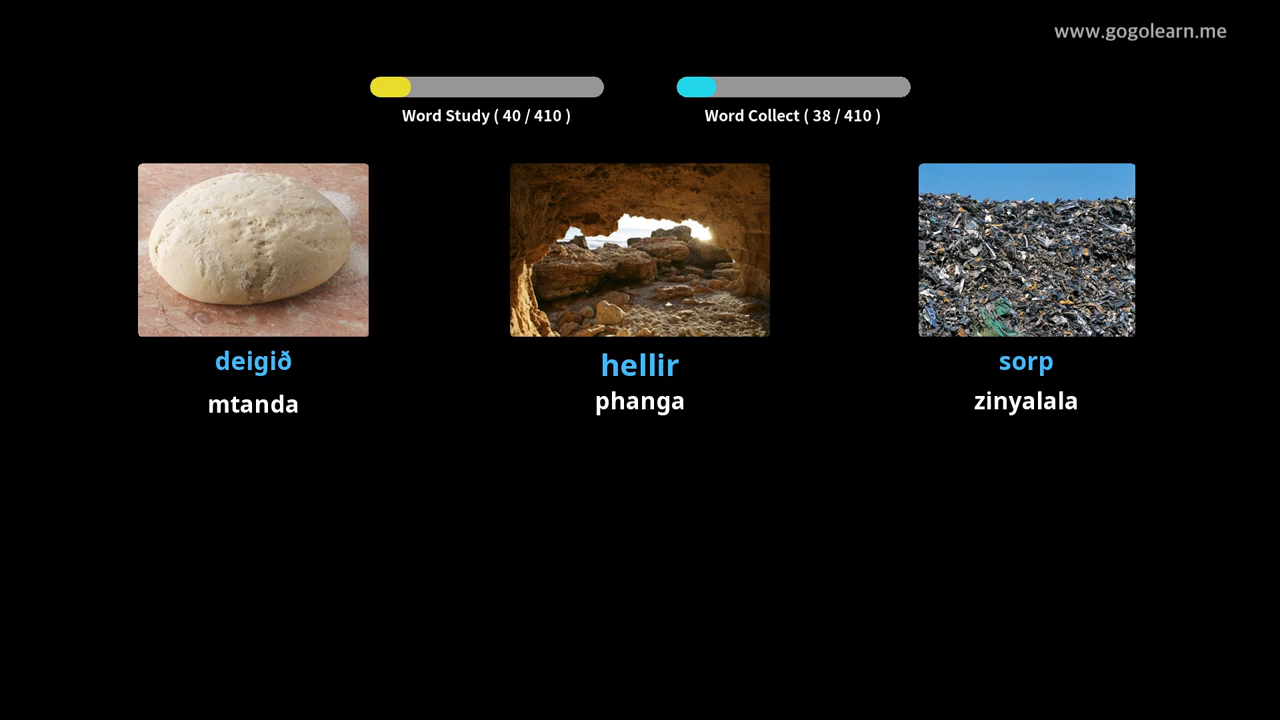 www.gogolearn.me
Word Study ( 40 / 410 )
Word Collect ( 38 / 410 )
deigið
mtanda
hellir
phanga
sorp
zinyalala